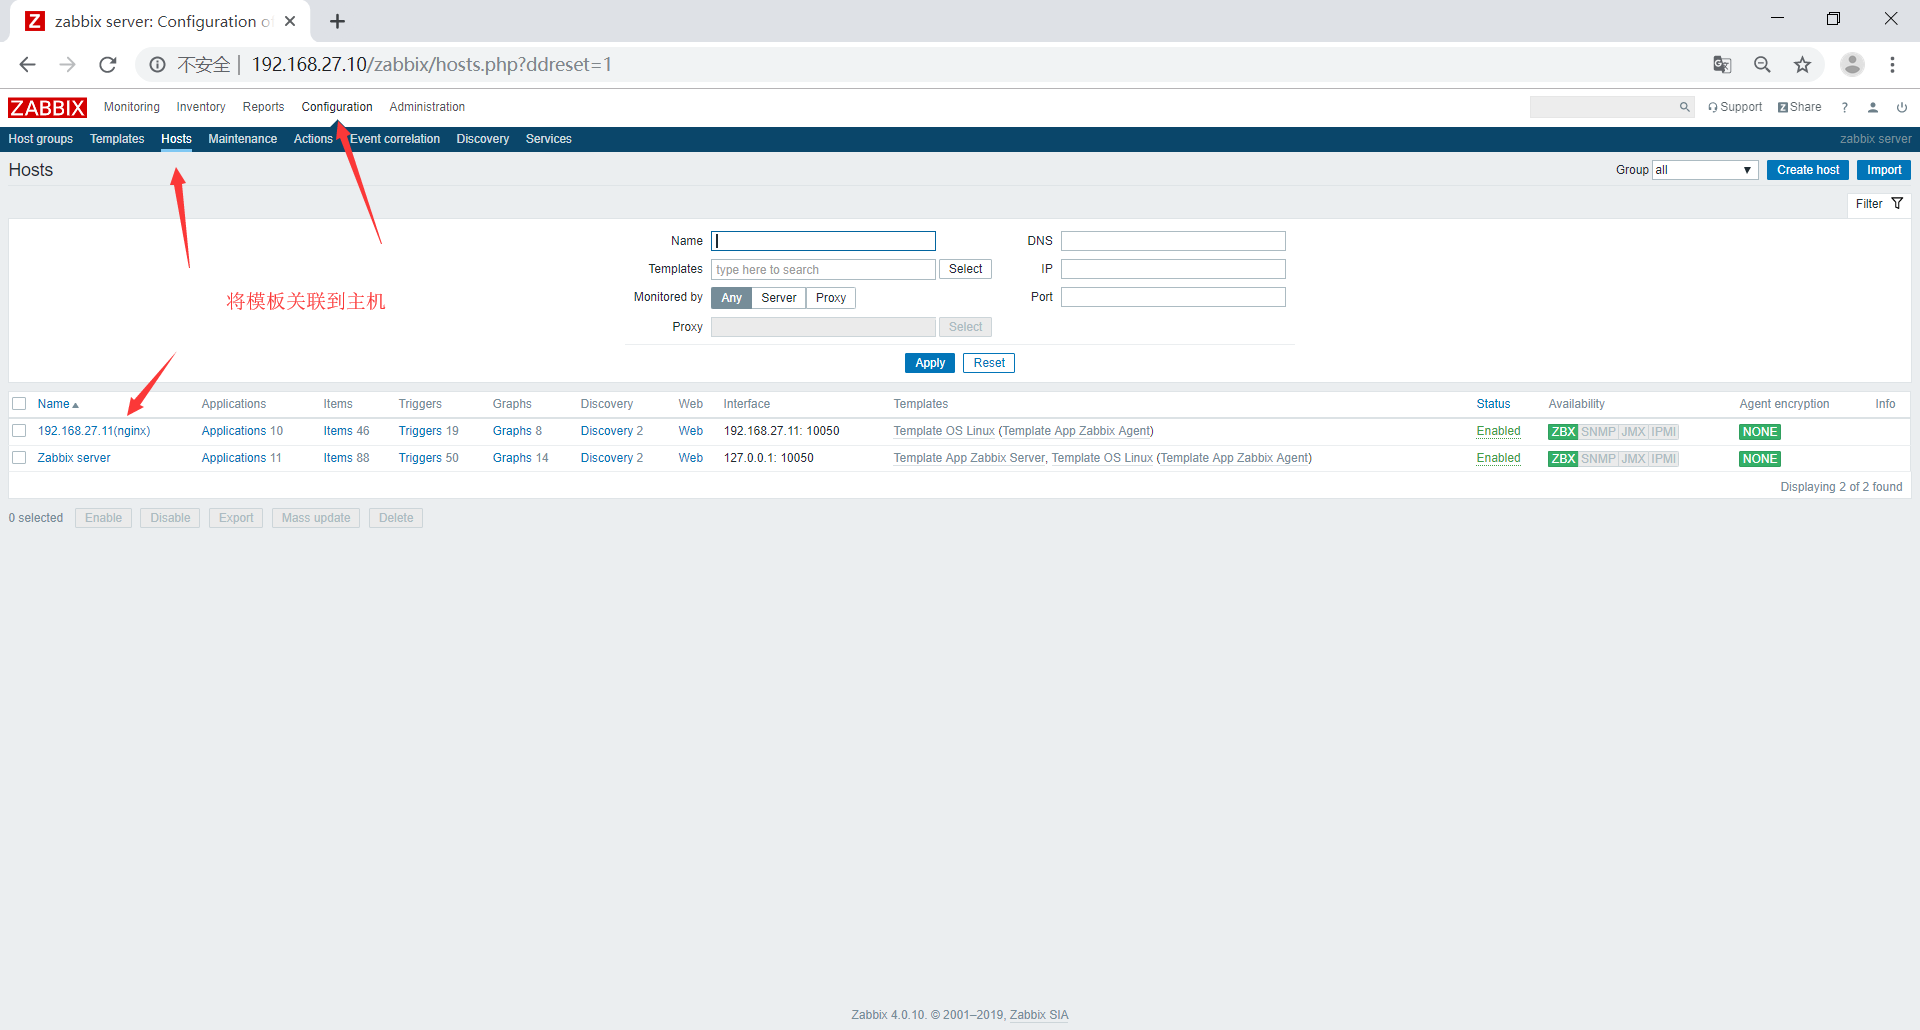 zabbix server: Configuration o
不安全 | 192.168.27.10/zabbix/hosts.php?ddreset=1
ZABBIX Monitoring Inventory Reports Configuration Administration Support Z Share ?
Host groups Templates Hosts Maintenance Actions Event correlation Discovery Services zabbix server
Hosts Group all Create host Import
Filter
Name DNS
Templates type here to search Select IP
Monitored by Any Server Proxy Port
将模板关联到主机
Proxy Select
Apply Reset
Name Applications Items Triggers Graphs Discovery Web Interface Templates Status Availability Agent encryption Info
192.168.27.11(nginx) Applications 10 Items 46 Triggers 19 Graphs 8 Discovery 2 Web 192.168.27.11: 10050 Template OS Linux (Template App Zabbix Agent) Enabled ZBX SNMP JMX IPMI NONE
Zabbix server Applications 11 Items 88 Triggers 50 Graphs 14 Discovery 2 Web 127.0.0.1: 10050 Template App Zabbix Server, Template OS Linux (Template App Zabbix Agent) Enabled ZBX SNMP JMX IPMI NONE
Displaying 2 of 2 found
0 selected Enable Disable Export Mass update Delete
Zabbix 4.0.10. © 2001–2019, Zabbix SIA